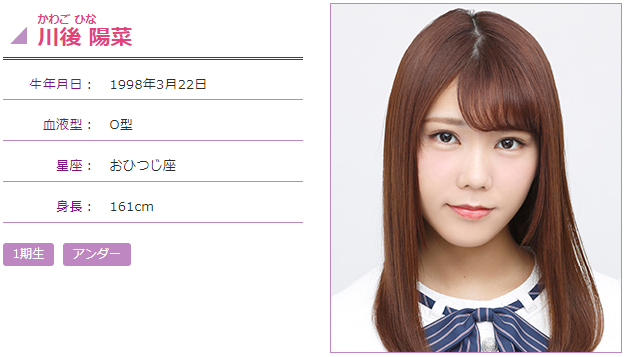 かわご ひな
川後 陽菜
生年月日： 1998年3月22日
血液型： O型
星座： おひつじ座
身長： 161cm
1期生 アンダー